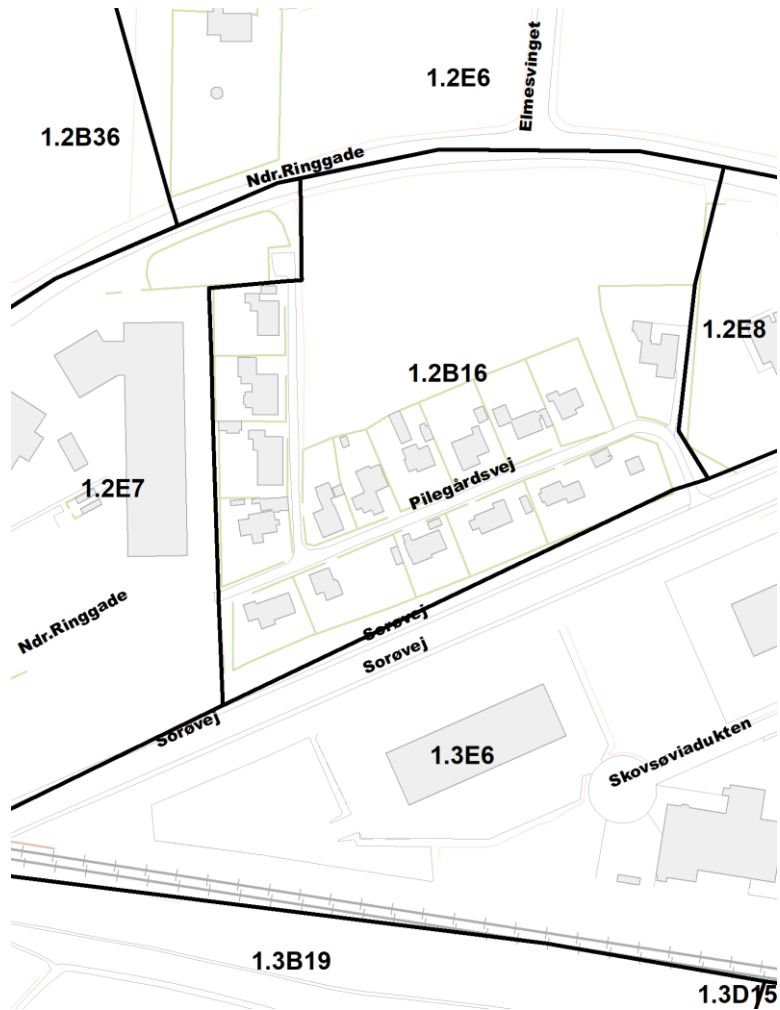 1.2E6
Elmesvinget
1.2B36
Ndr.Ringgade
1.2E8
1.2B16
Pilegårdsvej
1.2E7
Ndr.Ringgade
Sorøvej
Sorøvej
Sorøvej
1.3E6
Skovsøviadukten
1.3B19
1.3D15